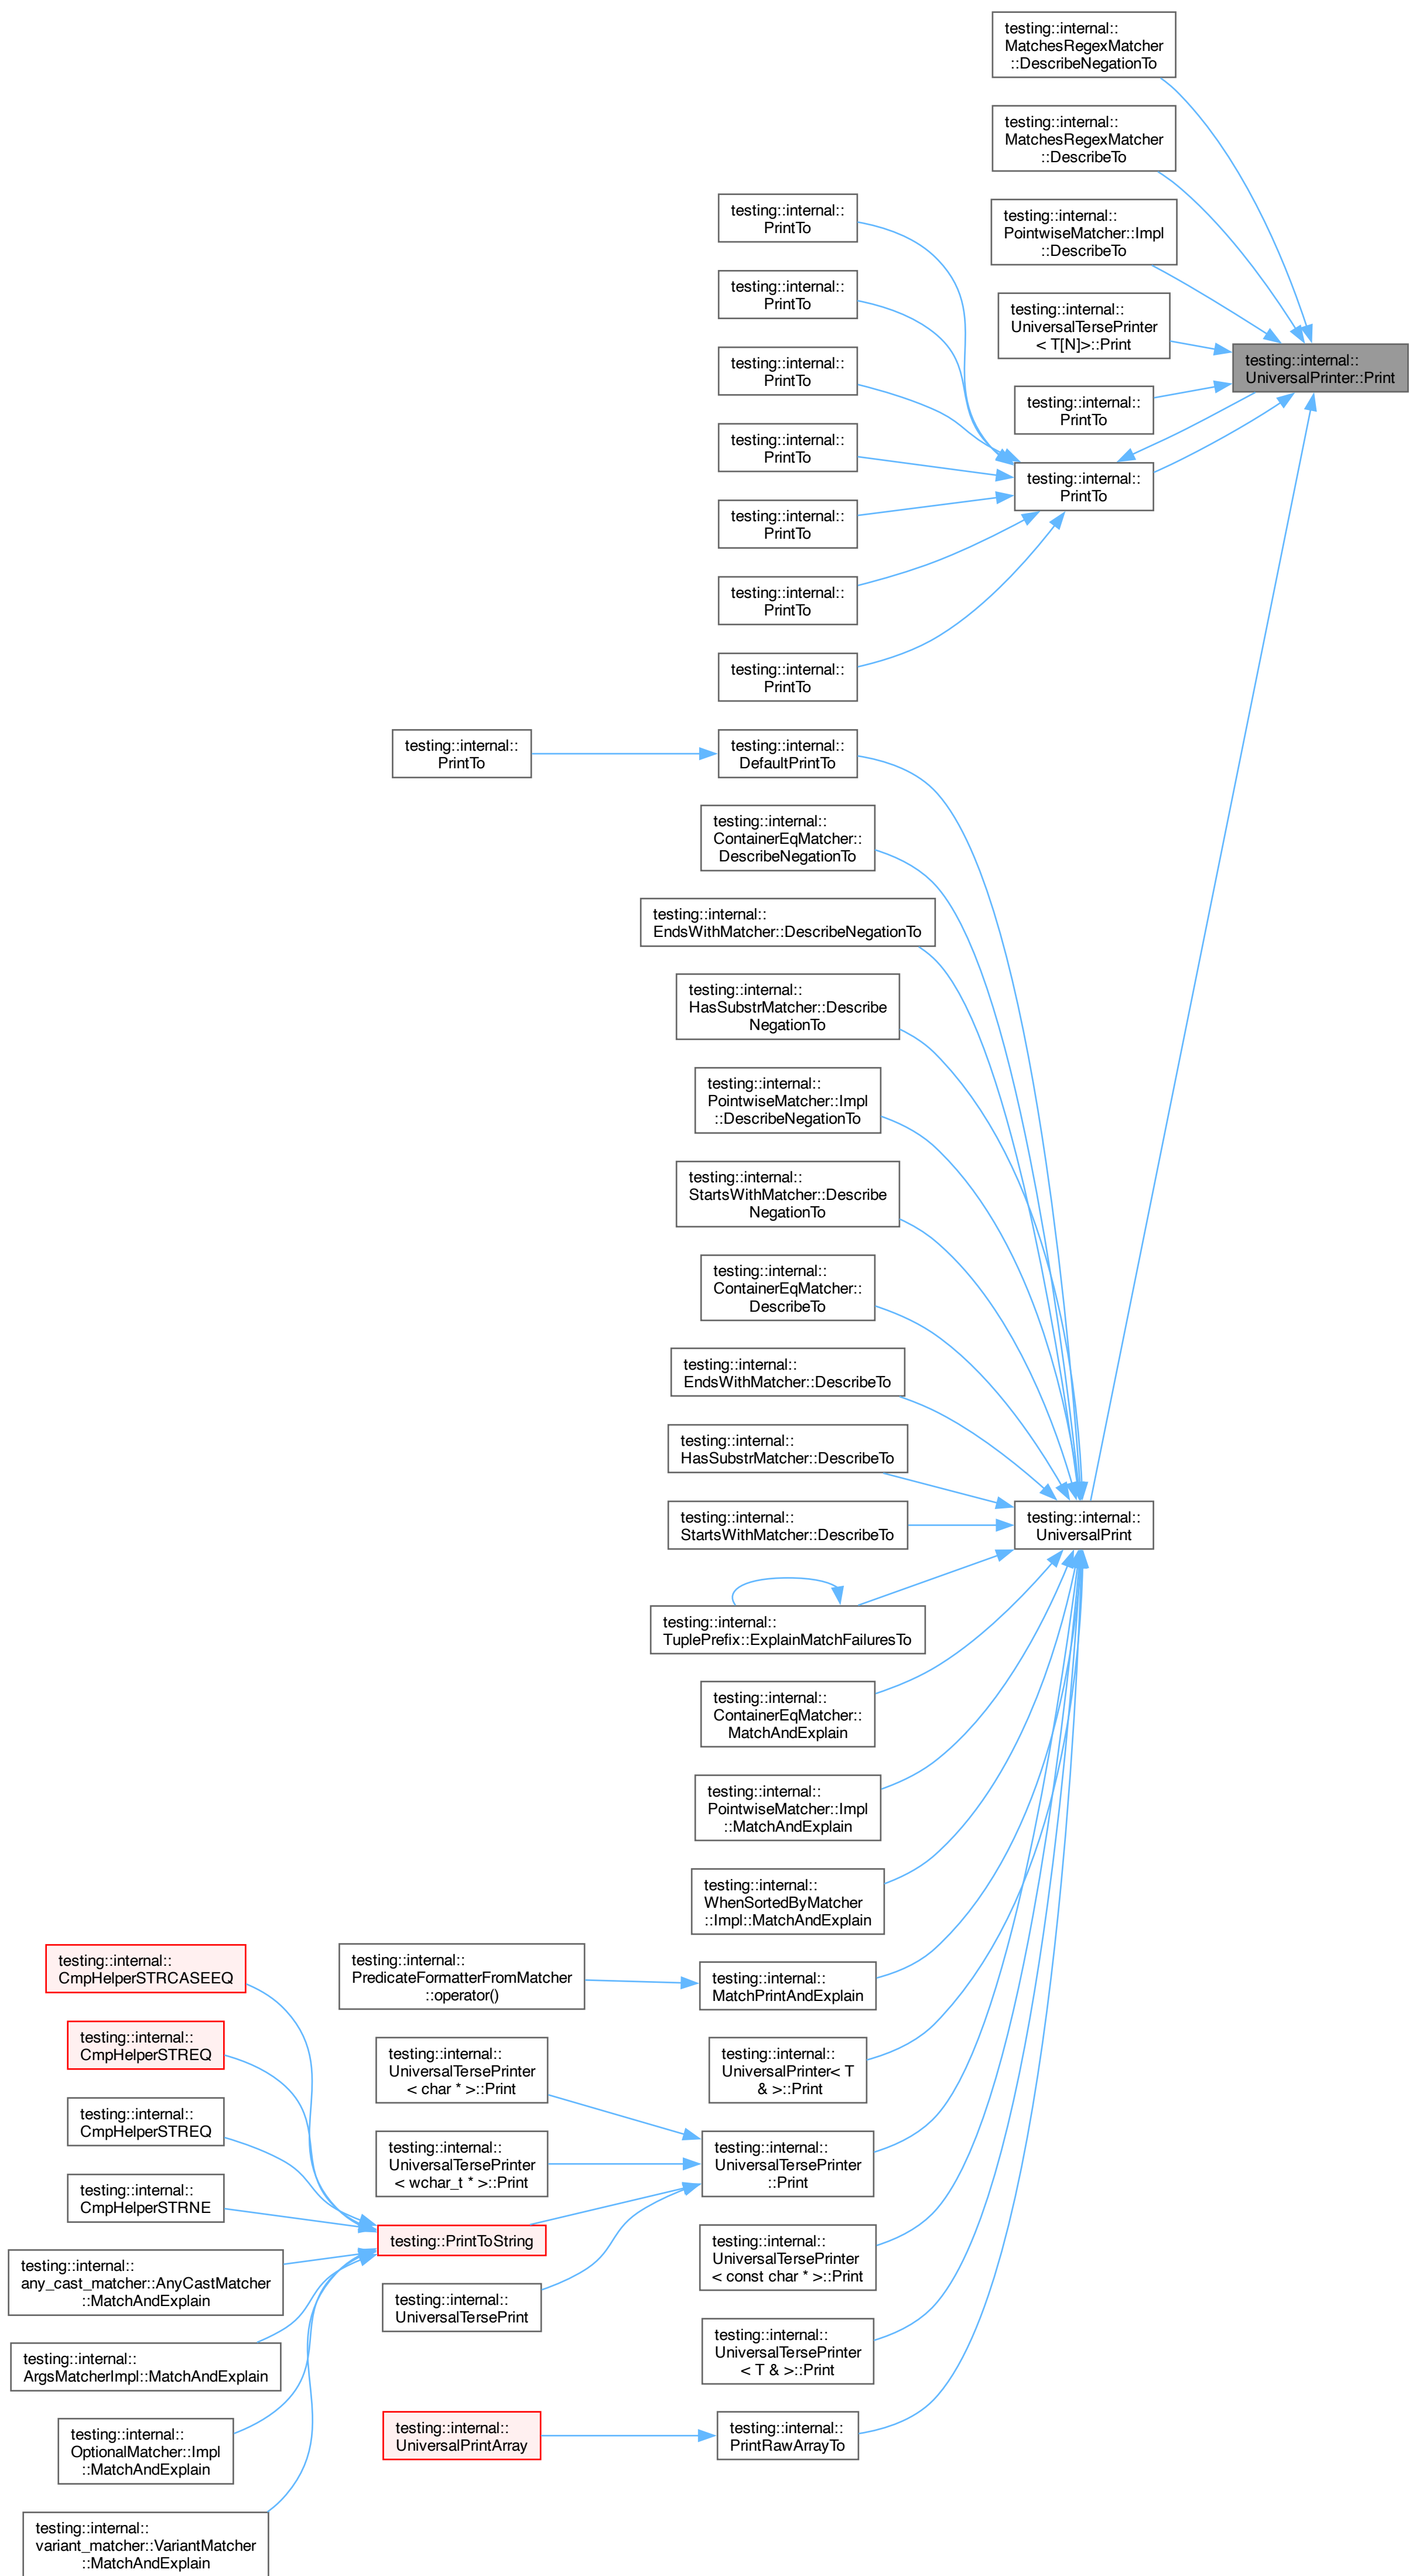 testing::internal::
MatchesRegexMatcher
::DescribeNegationTo
testing::internal::
MatchesRegexMatcher
::DescribeTo
testing::internal::
PointwiseMatcher::Impl
::DescribeTo
testing::internal::
UniversalTersePrinter
< T[N]>::Print
testing::internal::
UniversalPrinter::Print
testing::internal::
PrintTo
testing::internal::
PrintTo
testing::internal::
PrintTo
testing::internal::
PrintTo
testing::internal::
PrintTo
testing::internal::
PrintTo
testing::internal::
PrintTo
testing::internal::
PrintTo
testing::internal::
PrintTo
testing::internal::
PrintTo
testing::internal::
DefaultPrintTo
testing::internal::
ContainerEqMatcher::
DescribeNegationTo
testing::internal::
EndsWithMatcher::DescribeNegationTo
testing::internal::
HasSubstrMatcher::Describe
NegationTo
testing::internal::
PointwiseMatcher::Impl
::DescribeNegationTo
testing::internal::
StartsWithMatcher::Describe
NegationTo
testing::internal::
ContainerEqMatcher::
DescribeTo
testing::internal::
EndsWithMatcher::DescribeTo
testing::internal::
HasSubstrMatcher::DescribeTo
testing::internal::
StartsWithMatcher::DescribeTo
testing::internal::
UniversalPrint
testing::internal::
TuplePrefix::ExplainMatchFailuresTo
testing::internal::
ContainerEqMatcher::
MatchAndExplain
testing::internal::
PointwiseMatcher::Impl
::MatchAndExplain
testing::internal::
WhenSortedByMatcher
::Impl::MatchAndExplain
testing::internal::
CmpHelperSTRCASEEQ
testing::internal::
PredicateFormatterFromMatcher
::operator()
testing::internal::
MatchPrintAndExplain
testing::internal::
CmpHelperSTREQ
testing::internal::
UniversalTersePrinter
< char * >::Print
testing::internal::
UniversalPrinter< T
& >::Print
testing::internal::
CmpHelperSTREQ
testing::internal::
UniversalTersePrinter
< wchar_t * >::Print
testing::internal::
UniversalTersePrinter
::Print
testing::internal::
CmpHelperSTRNE
testing::PrintToString
testing::internal::
UniversalTersePrinter
< const char * >::Print
testing::internal::
any_cast_matcher::AnyCastMatcher
::MatchAndExplain
testing::internal::
UniversalTersePrint
testing::internal::
UniversalTersePrinter
< T & >::Print
testing::internal::
ArgsMatcherImpl::MatchAndExplain
testing::internal::
OptionalMatcher::Impl
::MatchAndExplain
testing::internal::
UniversalPrintArray
testing::internal::
PrintRawArrayTo
testing::internal::
variant_matcher::VariantMatcher
::MatchAndExplain